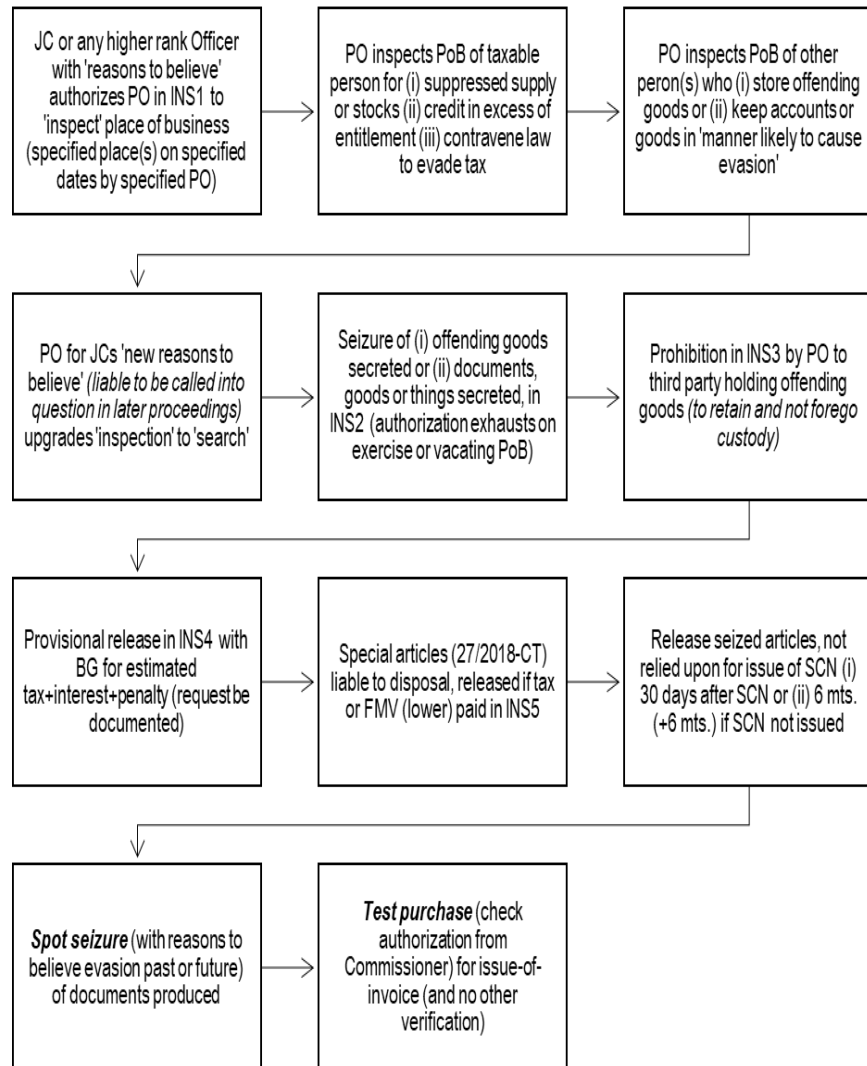 JC or any higher rank Officer
with 'reasons to believe'
authorizes PO in INS1 to
'inspect' place of business
(specified place(s) on specified
dates by specified PO)
PO inspects PoB of taxable
person for (i) suppressed supply
or stocks (ii) credit in excess of
entitlement (iii) contravene law
to evade tax
PO inspects PoB of other
peron(s) who (i) store offending
goods or (ii) keep accounts or
goods in 'manner likely to cause
evasion'
PO for JCs 'new reasons to
believe' (liable to be called into
question in later proceedings)
upgrades 'inspection' to 'search'
Seizure of (i) offending goods
secreted or (ii) documents,
goods or things secreted, in
INS2 (authorization exhausts on
exercise or vacating PoB)
Prohibition in INS3 by PO to
third party holding offending
goods (to retain and not forego
custody)
Provisional release in INS4 with
BG for estimated
tax+interest+penalty (request be
documented)
Special articles (27/2018-CT)
liable to disposal, released if tax
or FMV (lower) paid in INS5
Release seized articles, not
relied upon for issue of SCN (i)
30 days after SCN or (ii) 6 mts.
(+6 mts.) if SCN not issued
Spot seizure (with reasons to
believe evasion past or future)
of documents produced
Test purchase (check
authorization from
Commissioner) for issue-of-
invoice (and no other
verification)